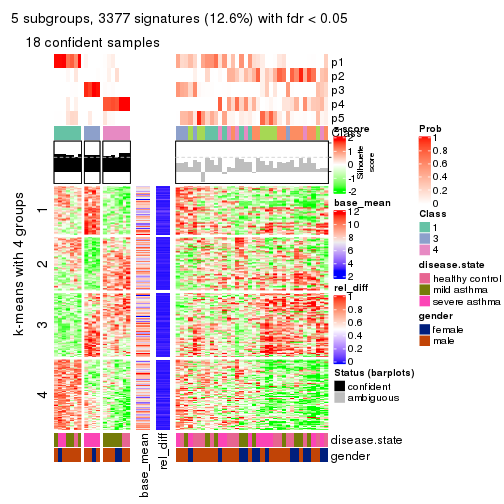 5 subgroups, 3377 signatures (12.6%) with fdr < 0.05
18 confident samples
p1
p2
p3
p4
p5
Class
z-score
2
1
0
-1
-2
Silhouette
score
base_mean
12
10
8
6
4
2
rel_diff
1
0.8
0.6
0.4
0.2
0
Status (barplots)
confident
ambiguous
Prob
1
0.8
0.6
0.4
0.2
0
Class
1
3
4
disease.state
healthy control
mild asthma
severe asthma
gender
female
male
k-means with 4 groups
1
2
3
4
base_mean
rel_diff
disease.state
gender